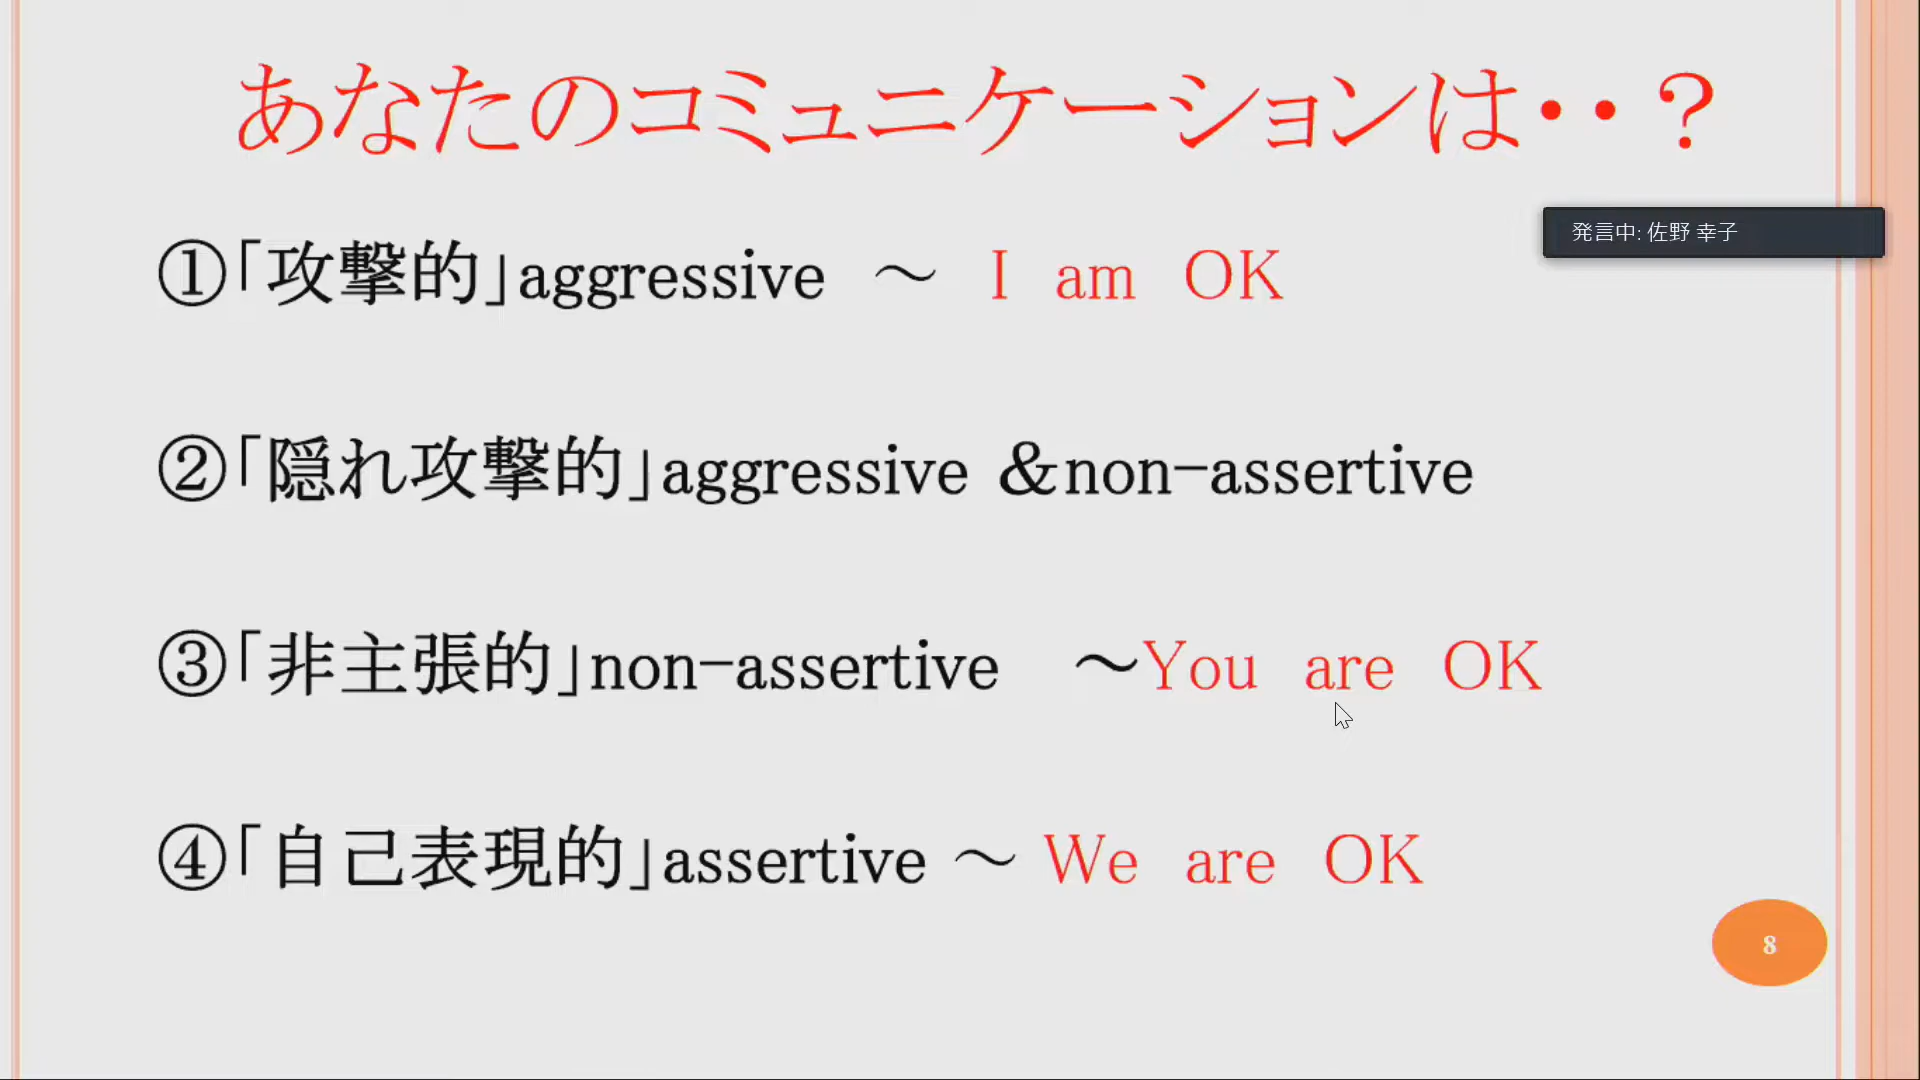 あなたのコミュニケーションは・・？
発言中: 佐野 幸子
①「攻撃的」aggressive ～ I am OK
②「隠れ攻撃的」aggressive ＆non-assertive
③「非主張的」non-assertive ～You are OK
④「自己表現的」assertive ～ We are OK
8